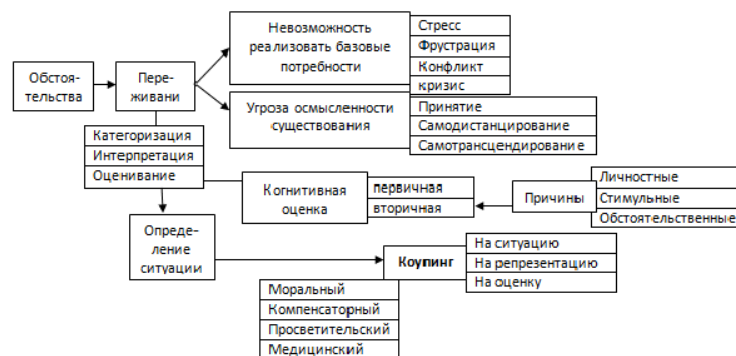 Невозможность
реализовать базовые
потребности
Стресс
Фрустрация
Конфликт
кризис
Обстоя-
тельства
Пере-
живани
Угроза осмысленности
существования
Принятие
Самодистанцирование
Самотрансцендирование
Категоризация
Интерпретация
Оценивание
Когнитивная
оценка
первичная
вторичная
Причины
Личностные
Стимульные
Обстоятельственные
Опреде-
ление
ситуации
Коупинг
На ситуацию
На репрезентацию
На оценку
Моральный
Компенсаторный
Просветительский
Медицинский